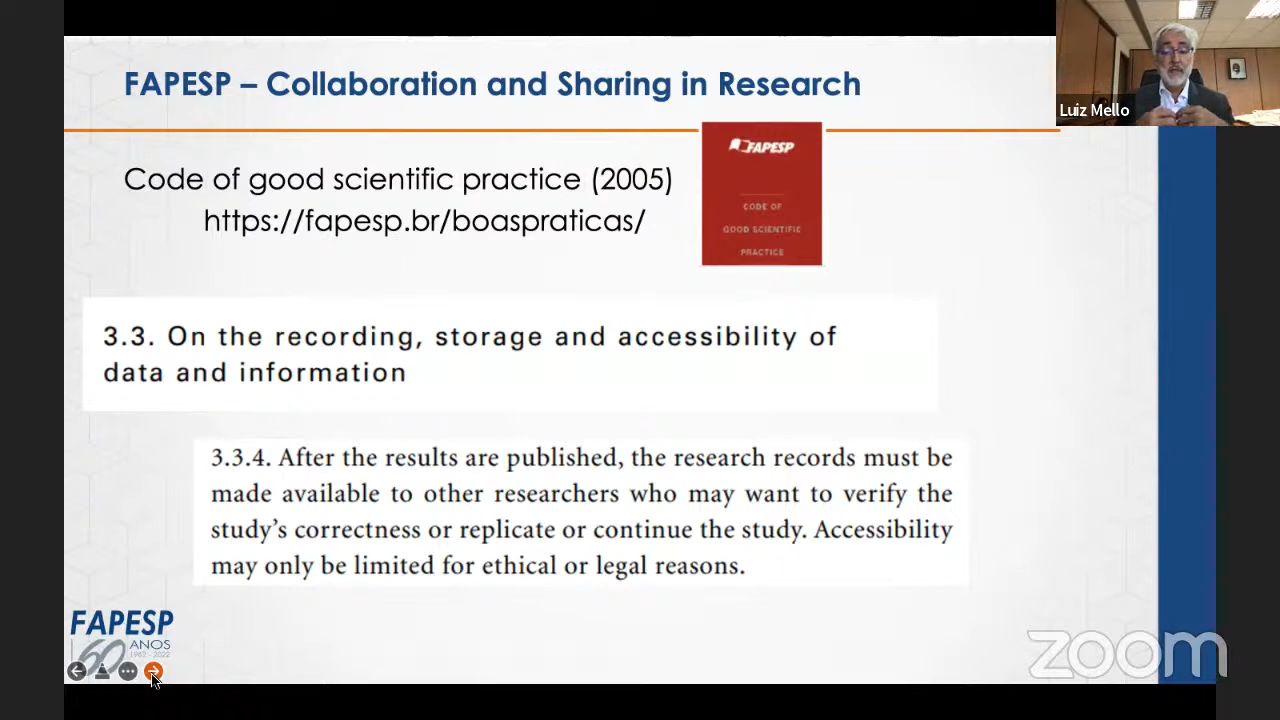 FAPESP – Collaboration and Sharing in Research
Luiz Mello
Code of good scientific practice (2005)
https://fapesp.br/boaspraticas/
FAPESP
CODE OF
GOOD SCIENTIFIC
PRACTICE
3.3. On the recording, storage and accessibility of
data and information
3.3.4. After the results are published, the research records must be
made available to other researchers who may want to verify the
study’s correctness or replicate or continue the study. Accessibility
may only be limited for ethical or legal reasons.
FAPESP
60 ANOS
1962 - 2022
zoom